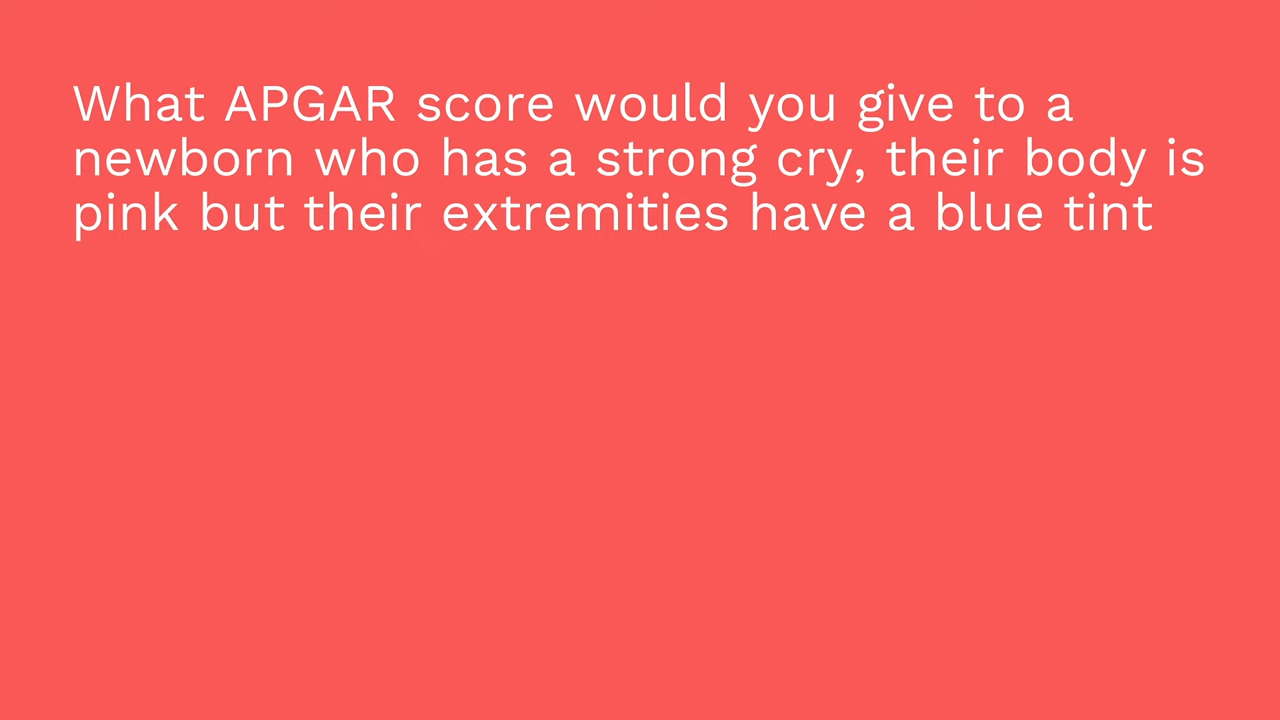 What APGAR score would you give to a
newborn who has a strong cry, their body is
pink but their extremities have a blue tint